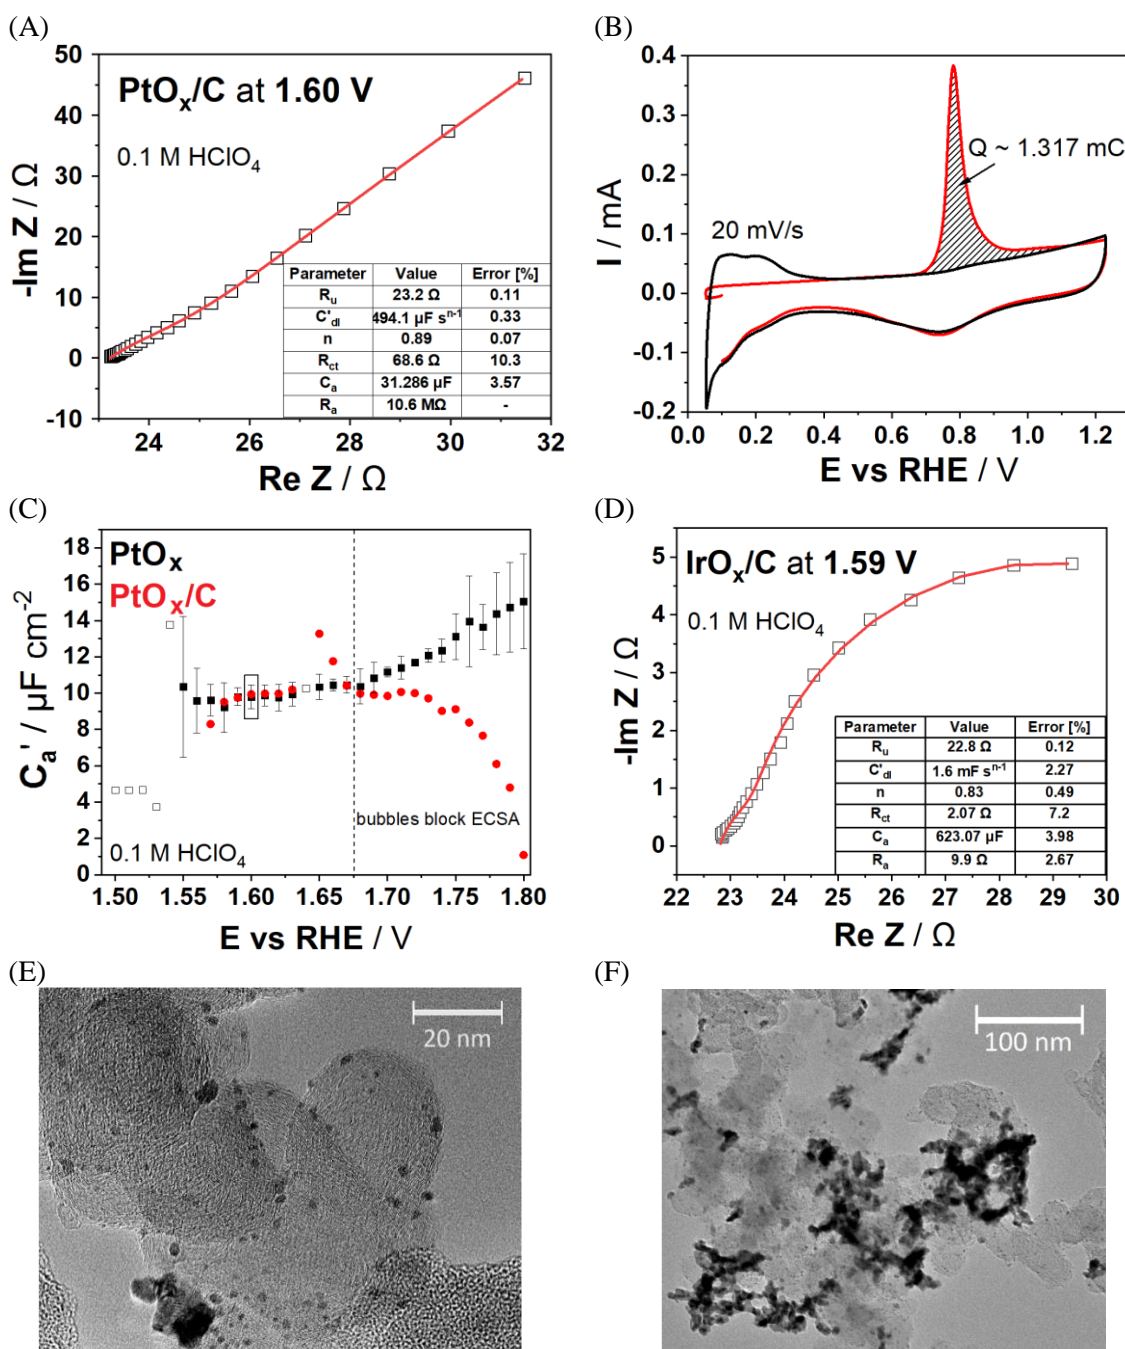 (A)
(B)
50
40
30
20
10
0
-10
-Im Z / Ω
PtOx/C at 1.60 V
0.1 M HClO4
Parameter Value Error [%]
Ru 23.2 Ω 0.11
C'dl 494.1 µF s^n-1 0.33
n 0.89 0.07
Rct 68.6 Ω 10.3
Ca 31.286 µF 3.57
Ra 10.6 MΩ -
24 26 28 30 32
Re Z / Ω
0.4
0.3
0.2
0.1
0.0
-0.1
-0.2
I / mA
Q ~ 1.317 mC
20 mV/s
0.0 0.2 0.4 0.6 0.8 1.0 1.2
E vs RHE / V
(C)
(D)
18
16
14
12
10
8
6
4
2
0
Ca' / µF cm-2
PtOx
PtOx/C
bubbles block ECSA
0.1 M HClO4
1.50 1.55 1.60 1.65 1.70 1.75 1.80
E vs RHE / V
5
4
3
2
1
0
-Im Z / Ω
IrOx/C at 1.59 V
0.1 M HClO4
Parameter Value Error [%]
Ru 22.8 Ω 0.12
C'dl 1.6 mF s^n-1 2.27
n 0.83 0.49
Rct 2.07 Ω 7.2
Ca 623.07 µF 3.98
Ra 9.9 Ω 2.67
22 23 24 25 26 27 28 29 30
Re Z / Ω
(E)
(F)
20 nm
100 nm